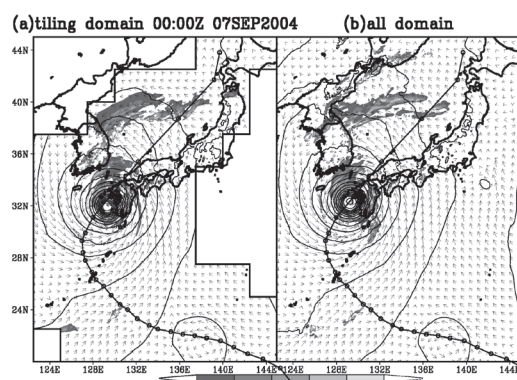 (a)tiling domain 00:00Z 07SEP2004 (b)all domain
44N
40N
36N
32N
28N
24N
124E 128E 132E 136E 140E 144E 124E 128E 132E 136E 140E 144E